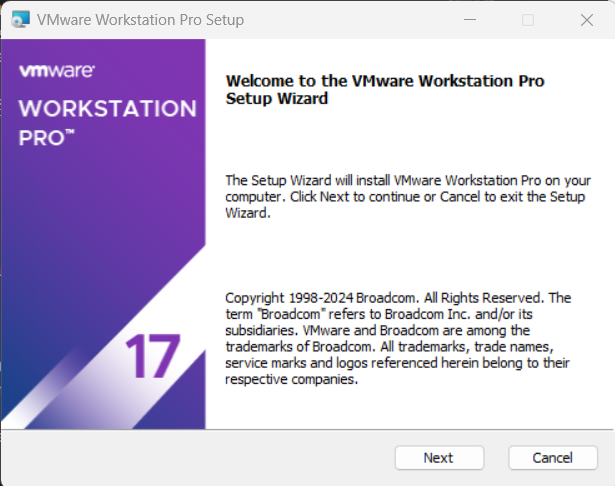 VMware Workstation Pro Setup
vmware®
WORKSTATION
PRO™
17
Welcome to the VMware Workstation Pro
Setup Wizard
The Setup Wizard will install VMware Workstation Pro on your
computer. Click Next to continue or Cancel to exit the Setup
Wizard.
Copyright 1998-2024 Broadcom. All Rights Reserved. The
term "Broadcom" refers to Broadcom Inc. and/or its
subsidiaries. VMware and Broadcom are among the
trademarks of Broadcom. All trademarks, trade names,
service marks and logos referenced herein belong to their
respective companies.
Next
Cancel